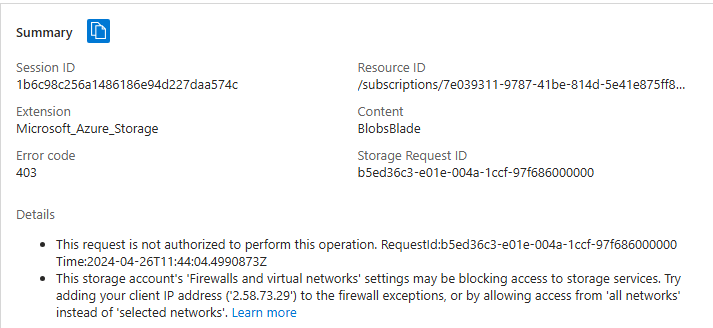 Summary
Session ID
1b6c98c256a1486186e94d227daa574c
Resource ID
/subscriptions/7e039311-9787-41be-814d-5e41e875ff8...
Extension
Microsoft_Azure_Storage
Content
BlobsBlade
Error code
403
Storage Request ID
b5ed36c3-e01e-004a-1ccf-97f686000000
Details
• This request is not authorized to perform this operation. RequestId:b5ed36c3-e01e-004a-1ccf-97f686000000
Time:2024-04-26T11:44:04.4990873Z
• This storage account's 'Firewalls and virtual networks' settings may be blocking access to storage services. Try
adding your client IP address ('2.58.73.29') to the firewall exceptions, or by allowing access from 'all networks'
instead of 'selected networks'. Learn more